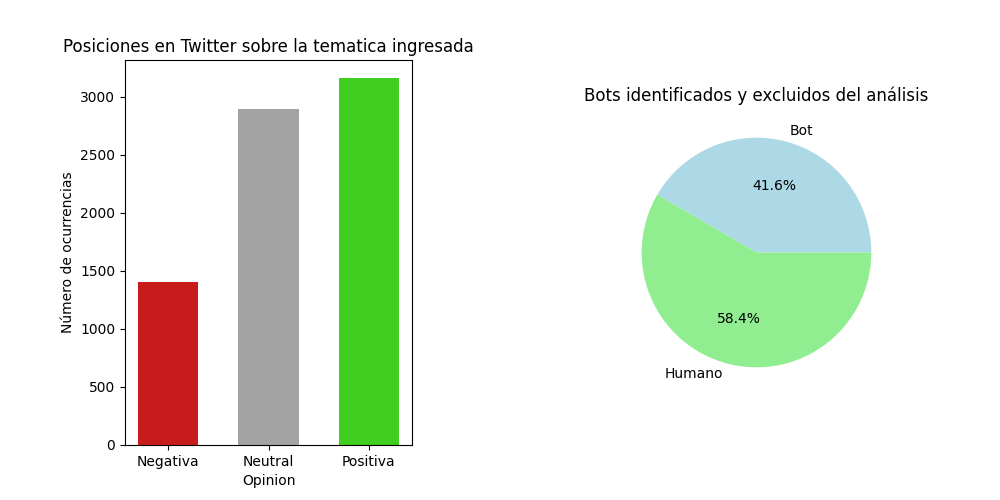 Posiciones en Twitter sobre la tematica ingresada
Número de ocurrencias
3000
2500
2000
1500
1000
500
0
Negativa
Neutral
Positiva
Opinion
Bots identificados y excluidos del análisis
Bot
41.6%
58.4%
Humano